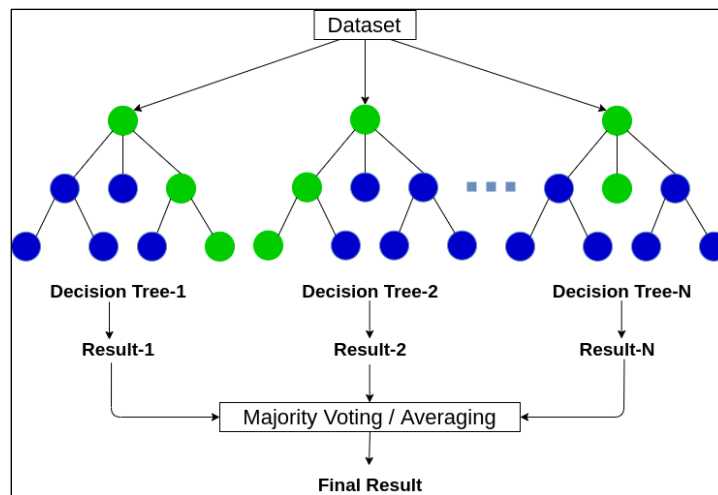 Dataset
Decision Tree-1
Decision Tree-2
Decision Tree-N
Result-1
Result-2
Result-N
Majority Voting / Averaging
Final Result